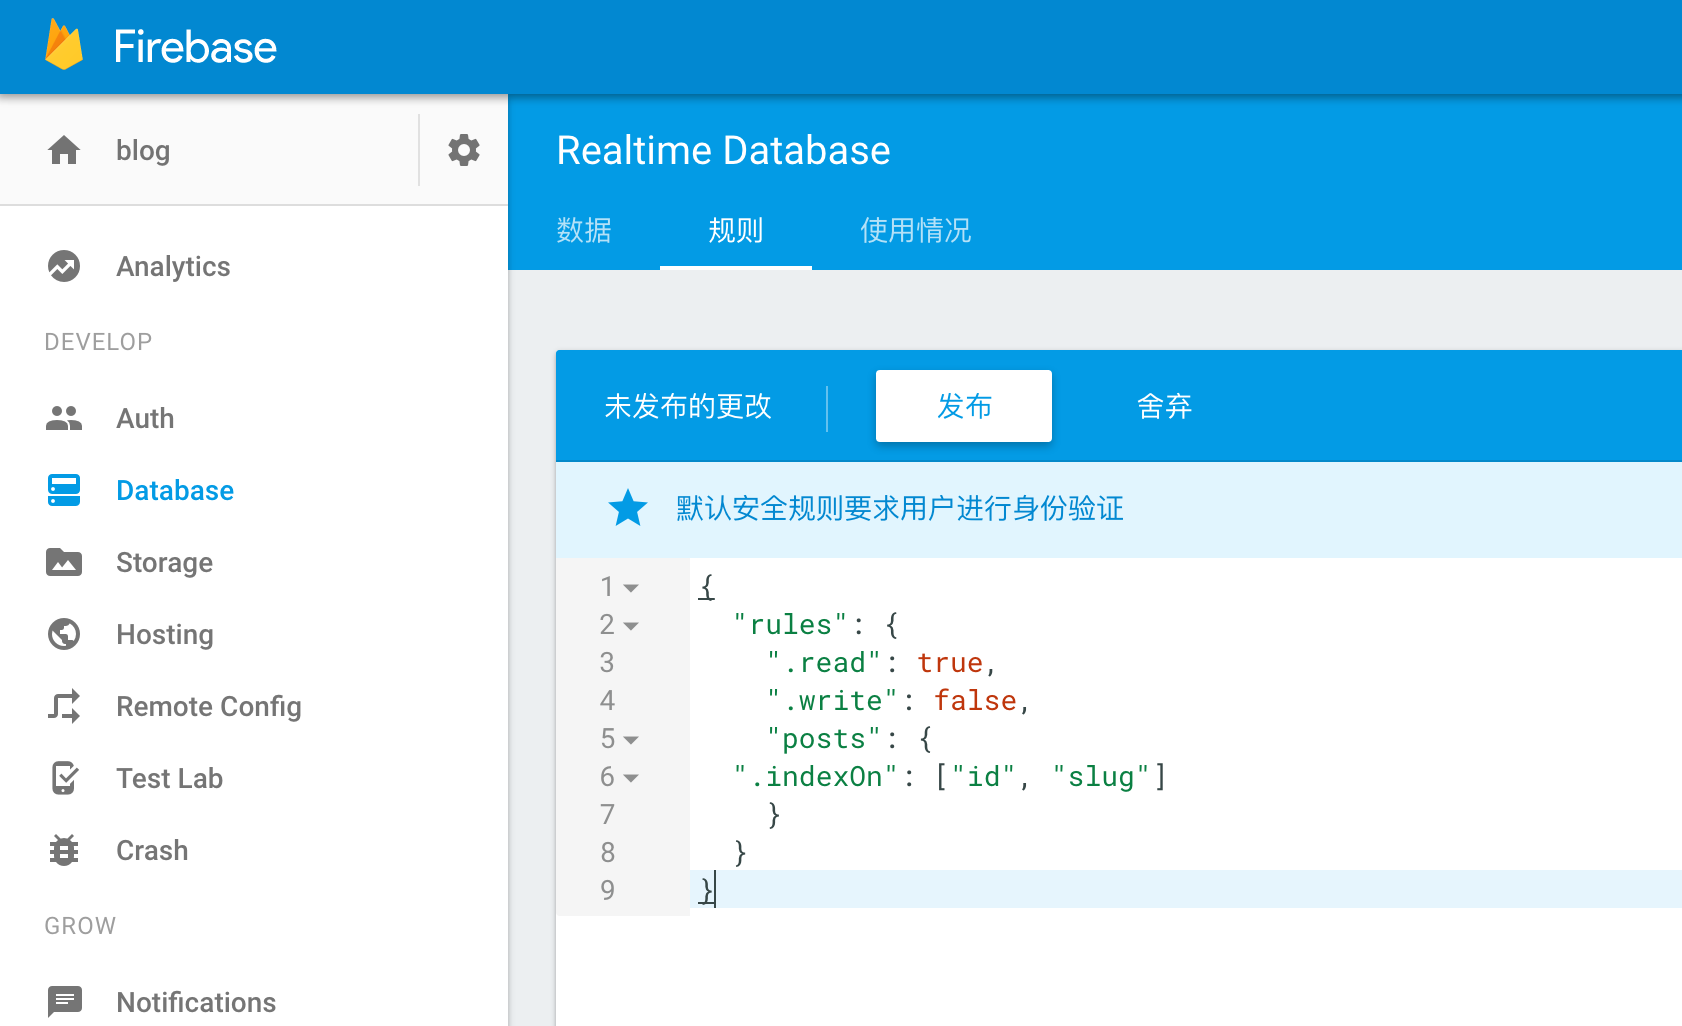 Firebase
blog
Analytics
DEVELOP
Auth
Database
Storage
Hosting
Remote Config
Test Lab
Crash
GROW
Notifications
Realtime Database
数据 规则 使用情况
未发布的更改 发布 舍弃
默认安全规则要求用户进行身份验证
1 {
2 "rules": {
3 ".read": true,
4 ".write": false,
5 "posts": {
6 ".indexOn": ["id", "slug"]
7 }
8 }
9 }